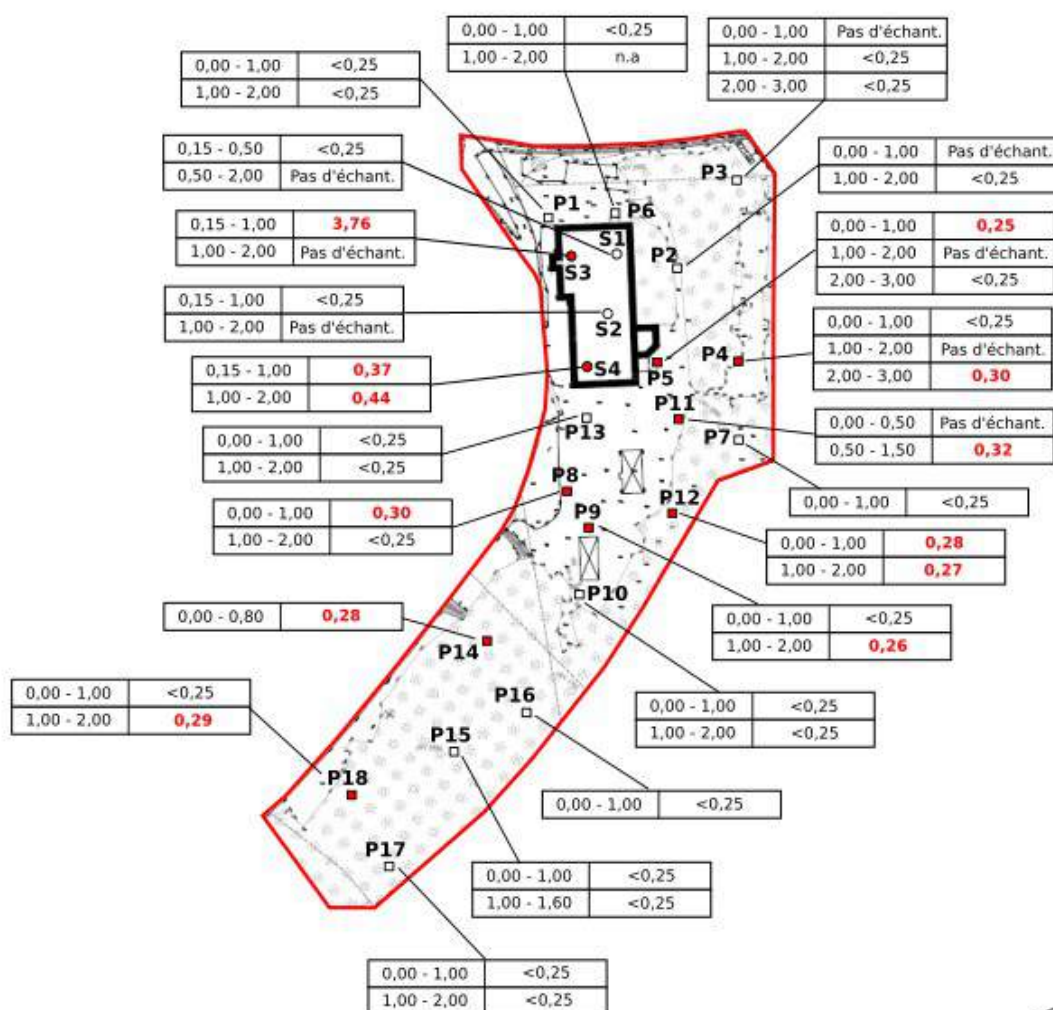 0,00 - 1,00 <0,25
1,00 - 2,00 n.a
0,00 - 1,00 Pas d'échant.
1,00 - 2,00 <0,25
2,00 - 3,00 <0,25
0,00 - 1,00 <0,25
1,00 - 2,00 <0,25
0,15 - 0,50 <0,25
0,50 - 2,00 Pas d'échant.
0,00 - 1,00 Pas d'échant.
1,00 - 2,00 <0,25
P3
P1
P6
0,15 - 1,00 3,76
1,00 - 2,00 Pas d'échant.
0,00 - 1,00 0,25
1,00 - 2,00 Pas d'échant.
2,00 - 3,00 <0,25
S1
P2
S3
0,15 - 1,00 <0,25
1,00 - 2,00 Pas d'échant.
S2
0,00 - 1,00 <0,25
1,00 - 2,00 Pas d'échant.
2,00 - 3,00 0,30
0,15 - 1,00 0,37
1,00 - 2,00 0,44
S4
P5
P4
P11
0,00 - 0,50 Pas d'échant.
0,50 - 1,50 0,32
0,00 - 1,00 <0,25
1,00 - 2,00 <0,25
P13
P7
P8
0,00 - 1,00 <0,25
0,00 - 1,00 0,30
1,00 - 2,00 <0,25
P9
P12
0,00 - 1,00 0,28
1,00 - 2,00 0,27
P10
0,00 - 0,80 0,28
0,00 - 1,00 <0,25
1,00 - 2,00 0,26
P14
0,00 - 1,00 <0,25
1,00 - 2,00 0,29
P16
0,00 - 1,00 <0,25
1,00 - 2,00 <0,25
P15
P18
0,00 - 1,00 <0,25
P17
0,00 - 1,00 <0,25
1,00 - 1,60 <0,25
0,00 - 1,00 <0,25
1,00 - 2,00 <0,25